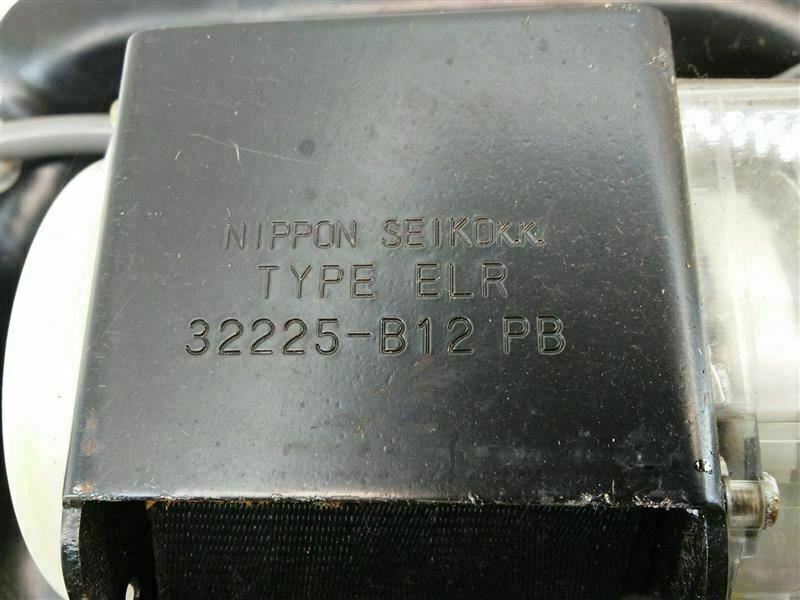 NIPPON SEIKO K.K.
TYPE ELR
32225-B12 PB